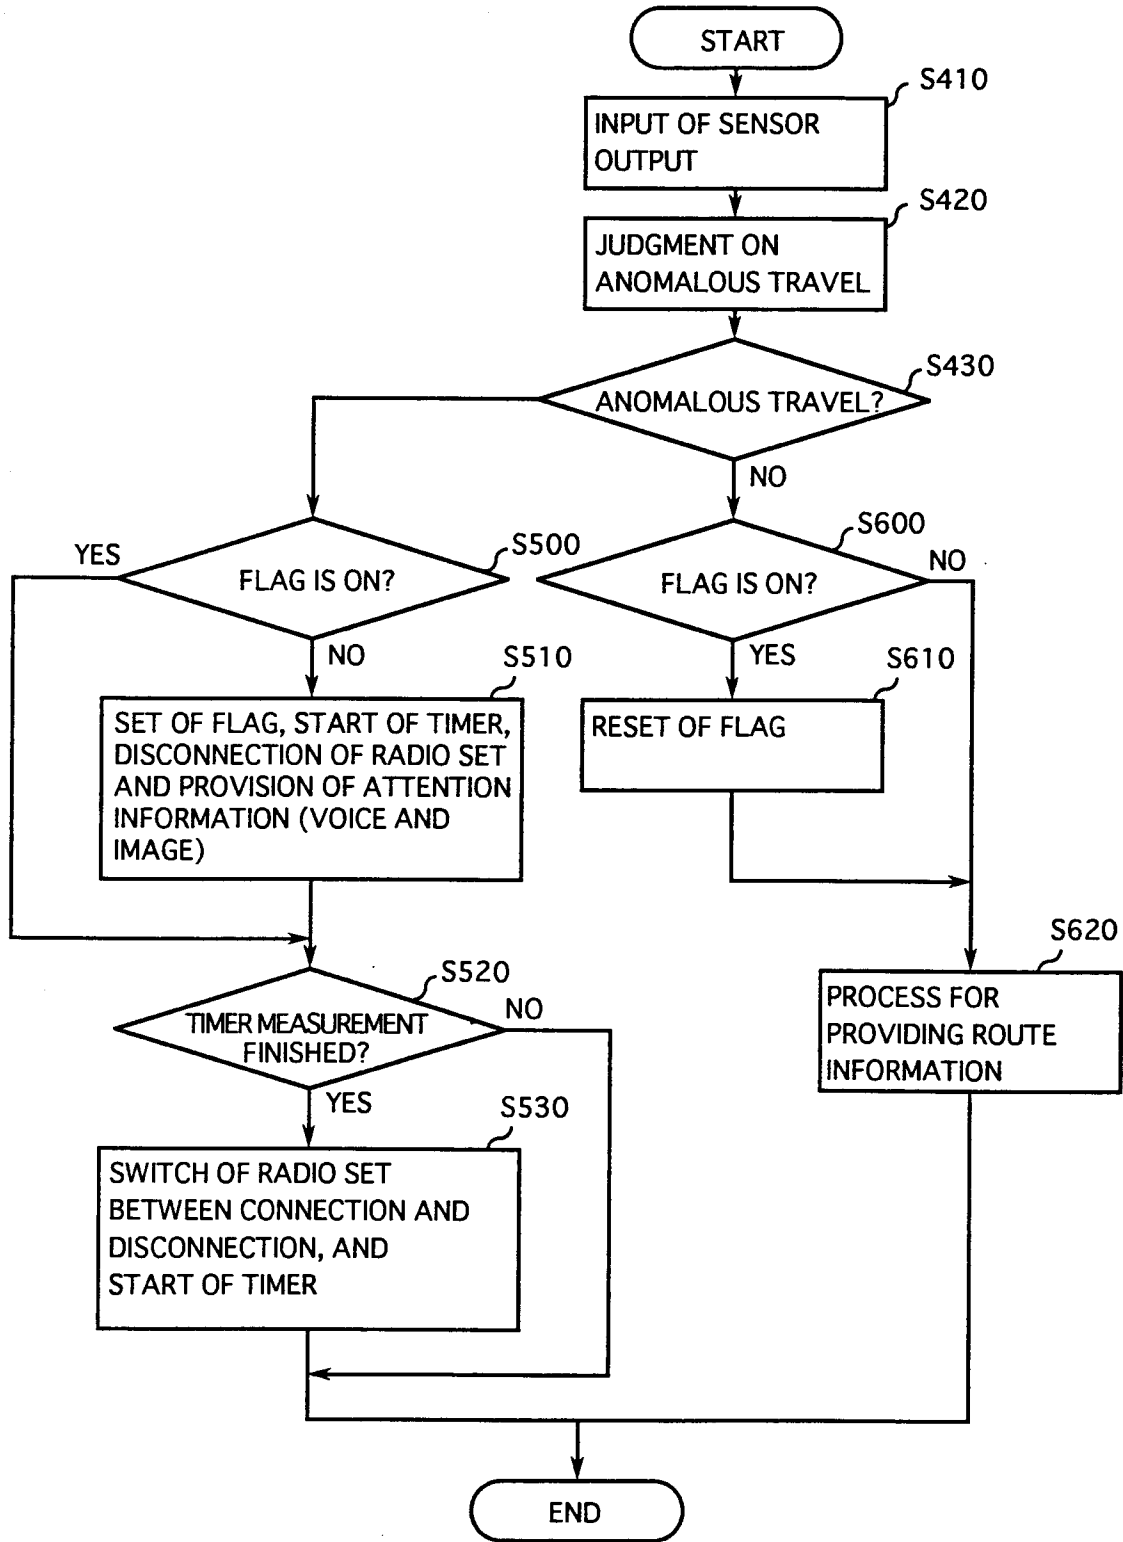 START
S410
INPUT OF SENSOR
OUTPUT
S420
JUDGMENT ON
ANOMALOUS TRAVEL
S430
ANOMALOUS TRAVEL?
NO
S500
YES
FLAG IS ON?
NO
S600
NO
FLAG IS ON?
YES
S510
SET OF FLAG, START OF TIMER,
DISCONNECTION OF RADIO SET
AND PROVISION OF ATTENTION
INFORMATION (VOICE AND
IMAGE)
S610
RESET OF FLAG
S520
NO
TIMER MEASUREMENT
FINISHED?
YES
S620
PROCESS FOR
PROVIDING ROUTE
INFORMATION
S530
SWITCH OF RADIO SET
BETWEEN CONNECTION AND
DISCONNECTION, AND
START OF TIMER
END